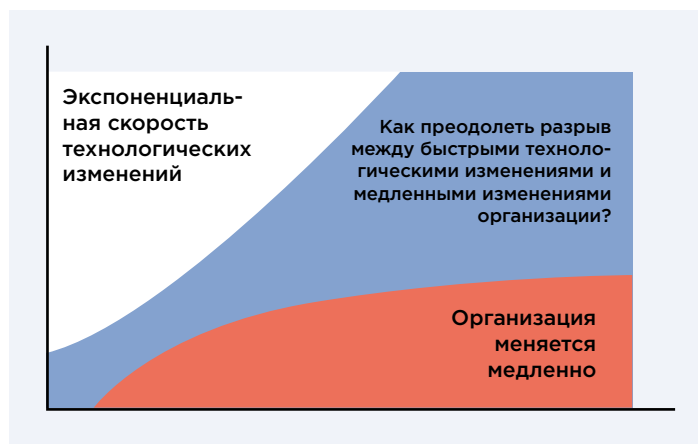 Экспоненциаль-
ная скорость
технологических
изменений
Как преодолеть разрыв
между быстрыми техноло-
гическими изменениями и
медленными изменениями
организации?
Организация
меняется
медленно